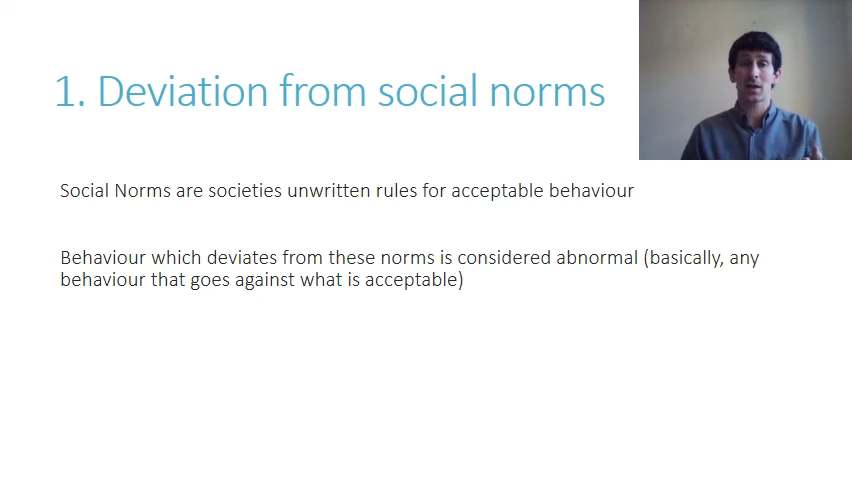 1. Deviation from social norms
Social Norms are societies unwritten rules for acceptable behaviour
Behaviour which deviates from these norms is considered abnormal (basically, any
behaviour that goes against what is acceptable)